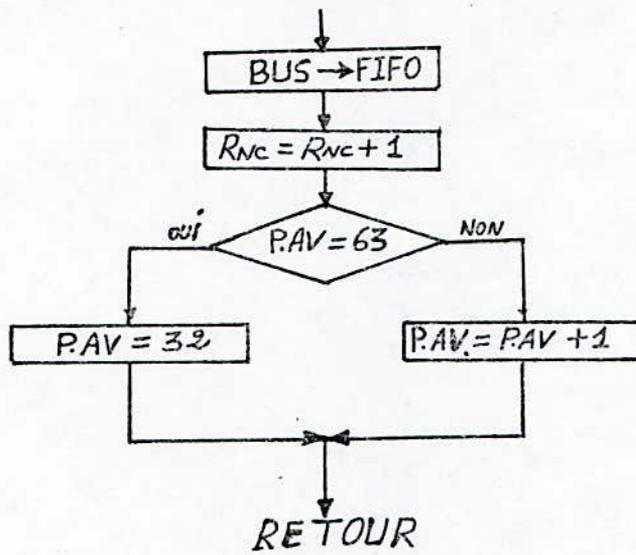 BUS → FIFO
RNC = RNC + 1
P.AV = 63
oui
NON
P.AV = 32
P.AV. = P.AV + 1
RETOUR